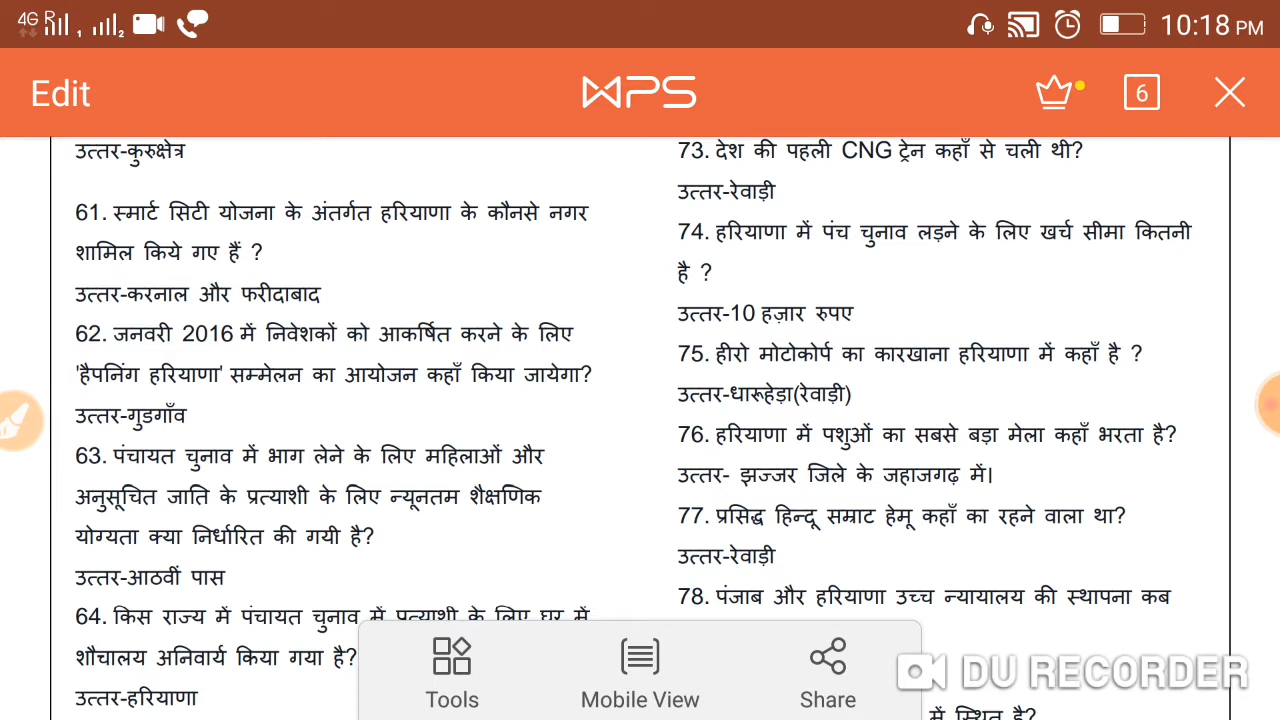 4G R 1 2 10:18 PM
Edit WPS 6
उत्तर-कुरुक्षेत्र
61. स्मार्ट सिटी योजना के अंतर्गत हरियाणा के कौनसे नगर
शामिल किये गए हैं ?
उत्तर-करनाल और फरीदाबाद
62. जनवरी 2016 में निवेशकों को आकर्षित करने के लिए
'हैपनिंग हरियाणा' सम्मेलन का आयोजन कहाँ किया जायेगा?
उत्तर-गुडगाँव
63. पंचायत चुनाव में भाग लेने के लिए महिलाओं और
अनुसूचित जाति के प्रत्याशी के लिए न्यूनतम शैक्षणिक
योग्यता क्या निर्धारित की गयी है?
उत्तर-आठवीं पास
64. किस राज्य में पंचायत चुनाव में प्रत्याशी के लिए घर में
शौचालय अनिवार्य किया गया है?
उत्तर-हरियाणा
73. देश की पहली CNG ट्रेन कहाँ से चली थी?
उत्तर-रेवाड़ी
74. हरियाणा में पंच चुनाव लड़ने के लिए खर्च सीमा कितनी
है ?
उत्तर-10 हज़ार रुपए
75. हीरो मोटोकोर्प का कारखाना हरियाणा में कहाँ है ?
उत्तर-धारूहेड़ा(रेवाड़ी)
76. हरियाणा में पशुओं का सबसे बड़ा मेला कहाँ भरता है?
उत्तर- झज्जर जिले के जहाजगढ़ में।
77. प्रसिद्ध हिन्दू सम्राट हेमू कहाँ का रहने वाला था?
उत्तर-रेवाड़ी
78. पंजाब और हरियाणा उच्च न्यायालय की स्थापना कब
में स्थित है?
Tools Mobile View Share
DU RECORDER